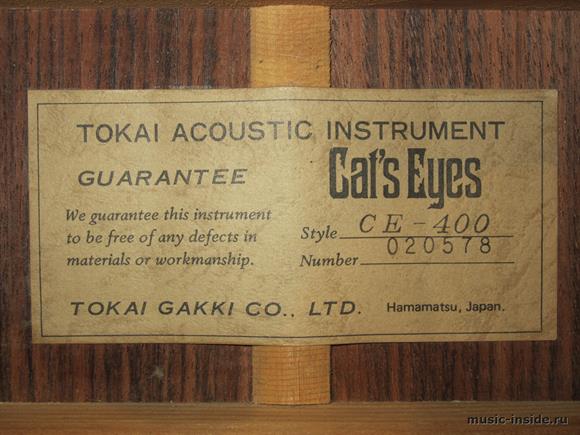 TOKAI ACOUSTIC INSTRUMENT
GUARANTEE
Cat's Eyes
We guarantee this instrument
to be free of any defects in
materials or workmanship.
Style CE-400
Number 020578
TOKAI GAKKI CO., LTD. Hamamatsu, Japan.
music-inside.ru